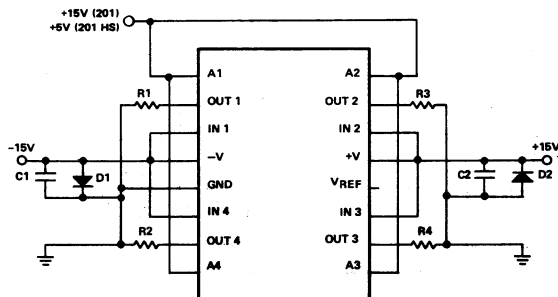 +15V (201)
+5V (201 HS)
A1
A2
R1
OUT 1
OUT 2
R3
IN 1
IN 2
-15V
-V
+V
+15V
C1
D1
C2
D2
GND
VREF
IN 4
IN 3
R2
OUT 4
OUT 3
R4
A4
A3